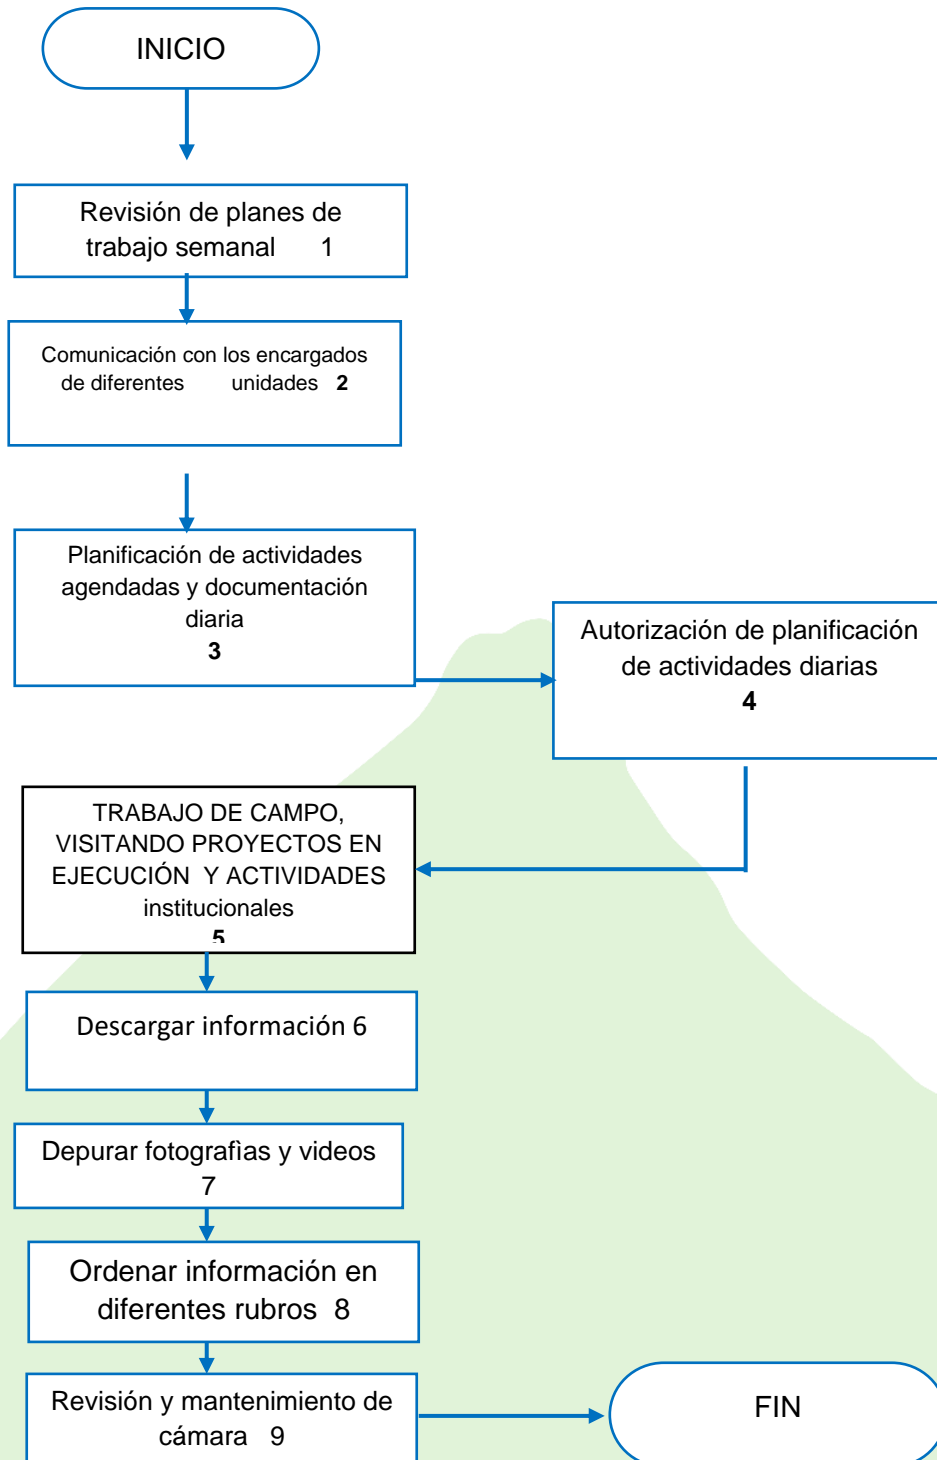 INICIO
Revisión de planes de
trabajo semanal 1
Comunicación con los encargados
de diferentes unidades 2
Planificación de actividades
agendadas y documentación
diaria
3
Autorización de planificación
de actividades diarias
4
TRABAJO DE CAMPO,
VISITANDO PROYECTOS EN
EJECUCIÓN Y ACTIVIDADES
institucionales
5
Descargar información 6
Depurar fotografìas y videos
7
Ordenar información en
diferentes rubros 8
Revisión y mantenimiento de
cámara 9
FIN